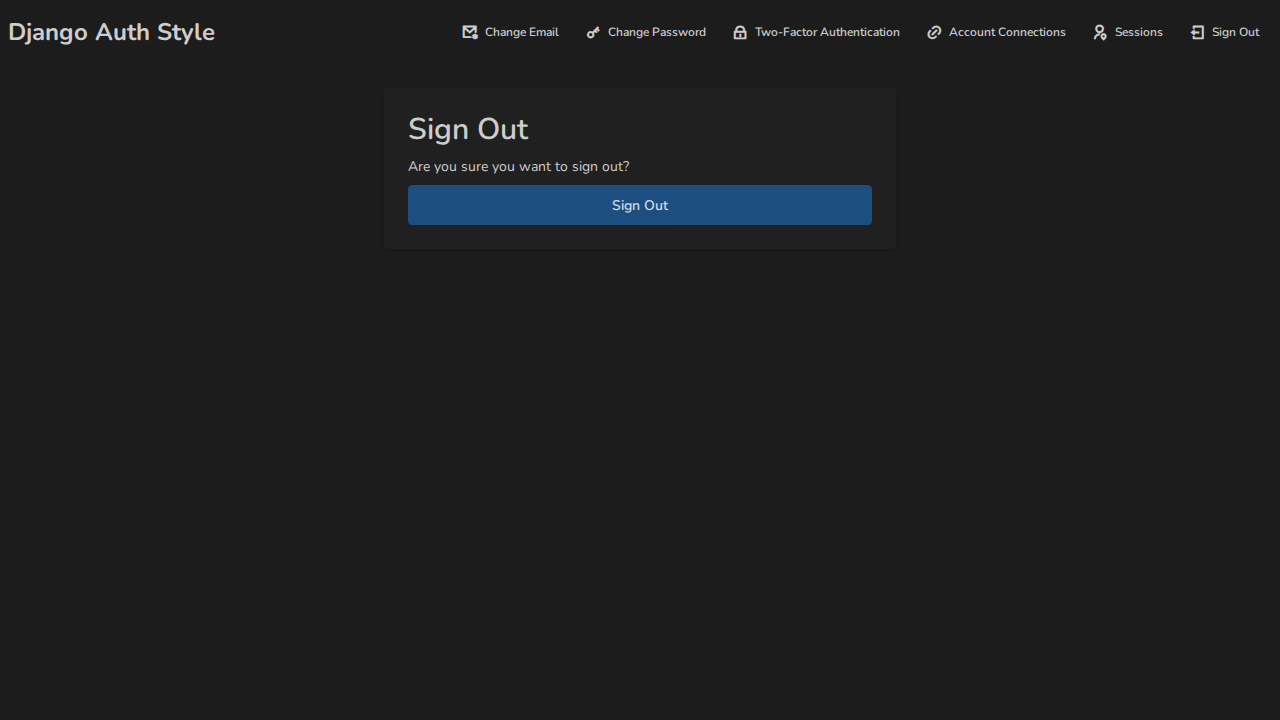 Django Auth Style
Change Email
Change Password
Two-Factor Authentication
Account Connections
Sessions
Sign Out
Sign Out
Are you sure you want to sign out?
Sign Out